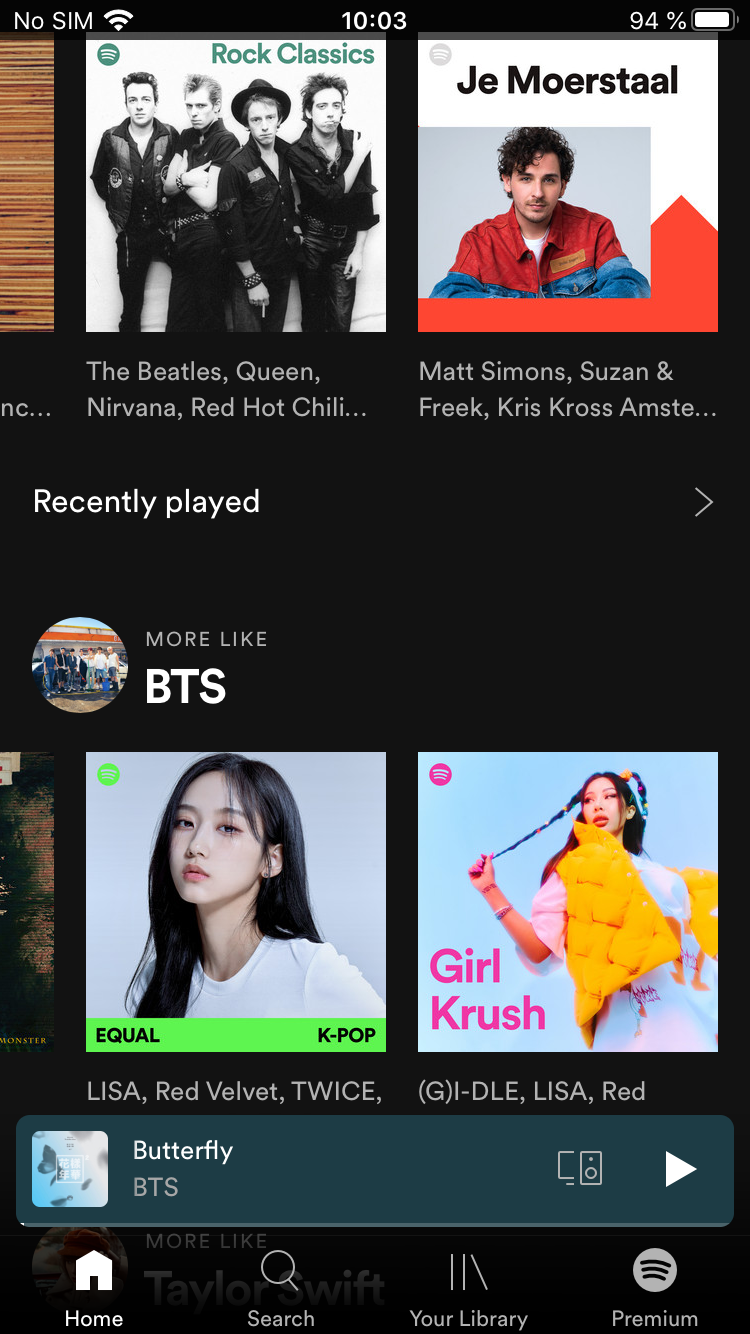 No SIM 10:03 94 %
Rock Classics
Je Moerstaal
nc...
The Beatles, Queen,
Nirvana, Red Hot Chili...
Matt Simons, Suzan &
Freek, Kris Kross Amste...
Recently played
MORE LIKE
BTS
MONSTER
EQUAL K-POP
Girl
Krush
LISA, Red Velvet, TWICE,
(G)I-DLE, LISA, Red
Butterfly
BTS
MORE LIKE
Taylor Swift
Home Search Your Library Premium